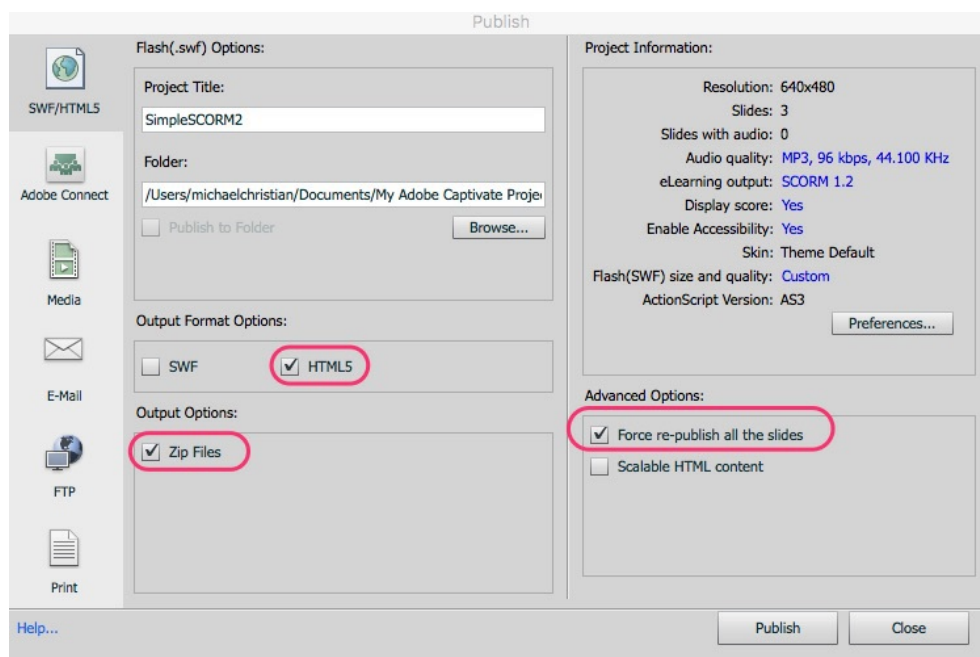 Publish
SWF/HTML5
Adobe Connect
Media
E-Mail
FTP
Print
Flash(.swf) Options:
Project Title:
SimpleSCORM2
Folder:
/Users/michaelchristian/Documents/My Adobe Captivate Projec
Publish to Folder
Browse...
Output Format Options:
SWF
HTML5
Output Options:
Zip Files
Project Information:
Resolution: 640x480
Slides: 3
Slides with audio: 0
Audio quality: MP3, 96 kbps, 44.100 KHz
eLearning output: SCORM 1.2
Display score: Yes
Enable Accessibility: Yes
Skin: Theme Default
Flash(SWF) size and quality: Custom
ActionScript Version: AS3
Preferences...
Advanced Options:
Force re-publish all the slides
Scalable HTML content
Help...
Publish
Close